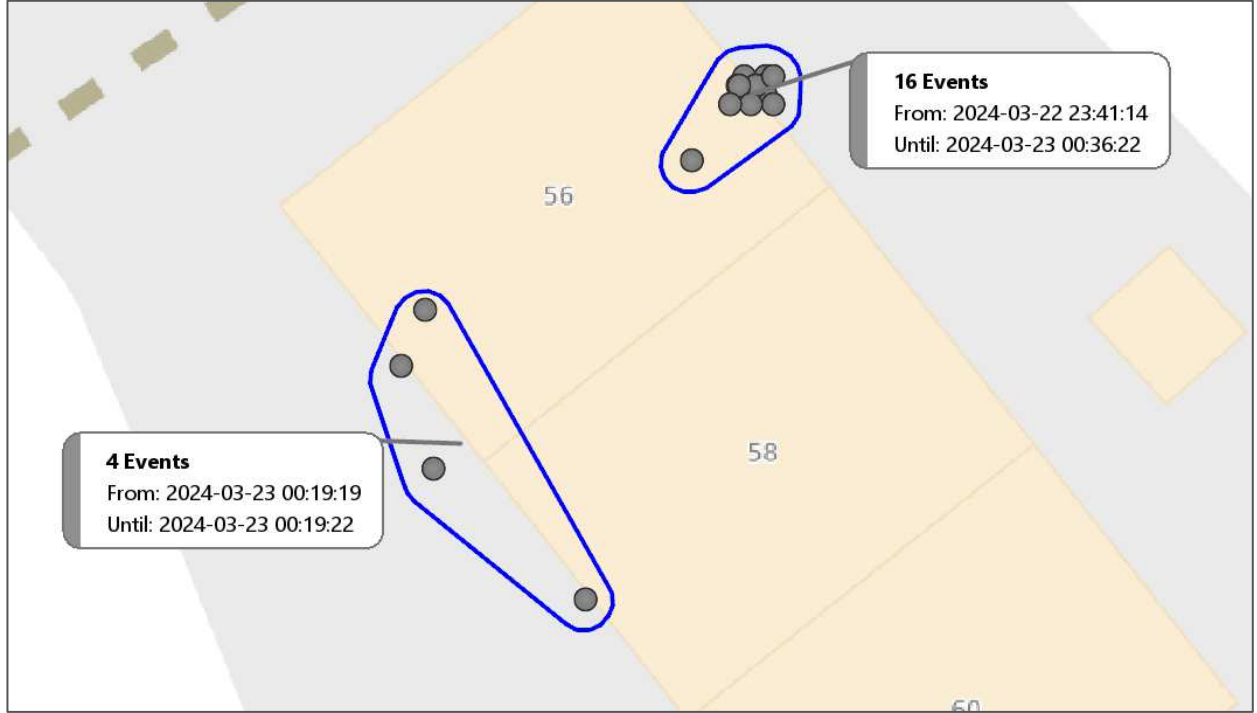 16 Events
From: 2024-03-22 23:41:14
Until: 2024-03-23 00:36:22
56
58
4 Events
From: 2024-03-23 00:19:19
Until: 2024-03-23 00:19:22
60